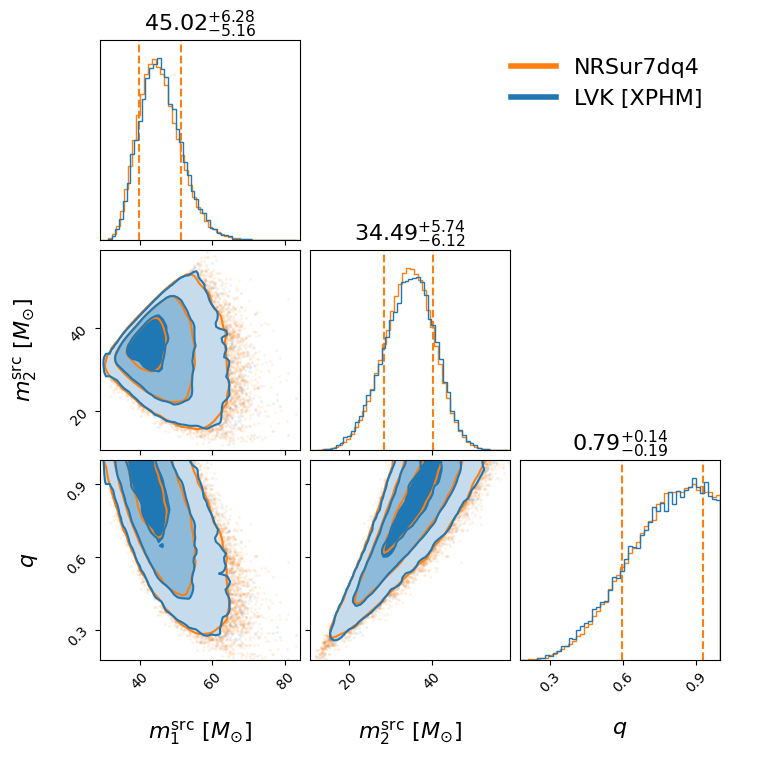 45.02+6.28−5.16
NRSur7dq4
LVK [XPHM]
34.49+5.74−6.12
m2src [M⊙]
40
20
0.79+0.14−0.19
q
0.9
0.6
0.3
40 60 80
20 40
0.3 0.6 0.9
m1src [M⊙]
m2src [M⊙]
q